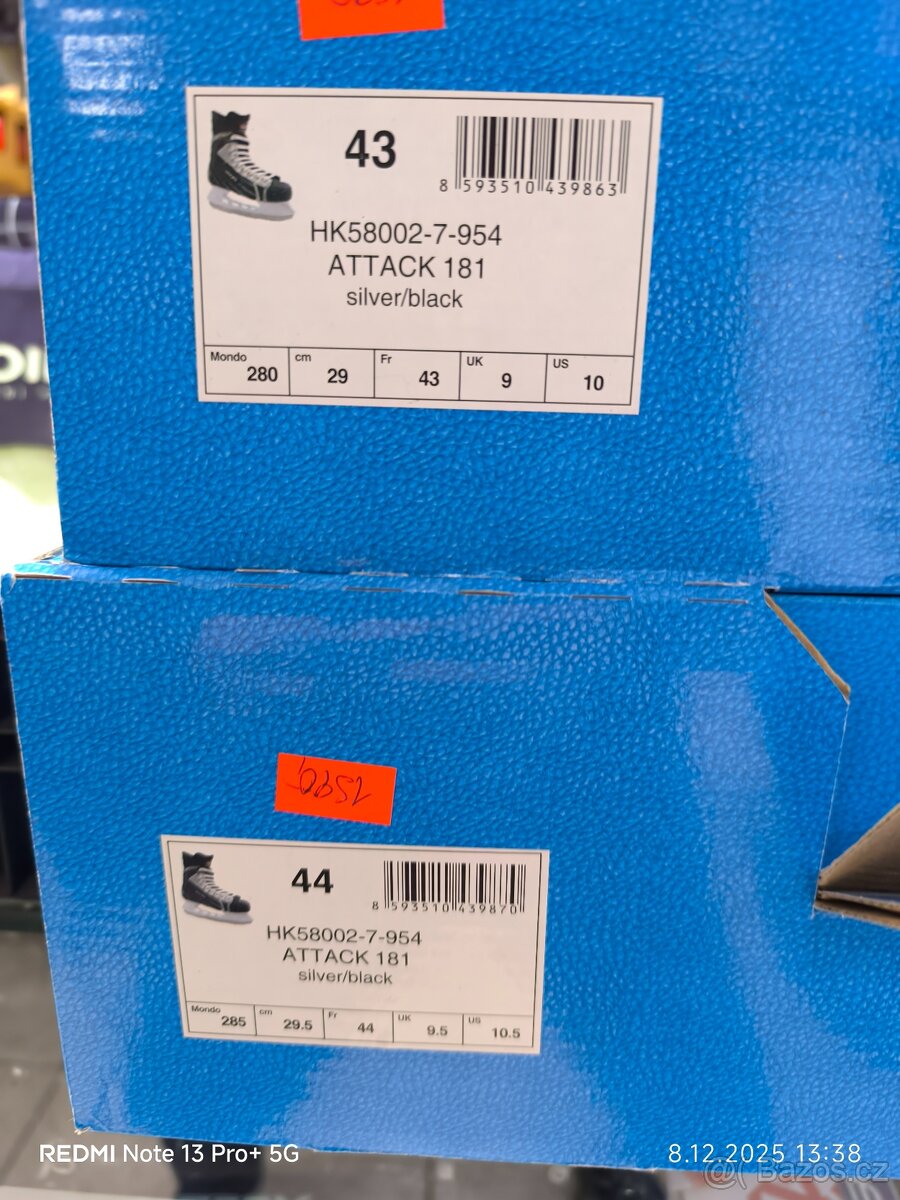 43
8 593510 439863
HK58002-7-954
ATTACK 181
silver/black
Mondo 280 cm 29 Fr 43 UK 9 US 10
44
8 593510 439870
HK58002-7-954
ATTACK 181
silver/black
Mondo 285 cm 29.5 Fr 44 UK 9.5 US 10.5
REDMI Note 13 Pro+ 5G
8.12.2025 13:38
Bazos.cz